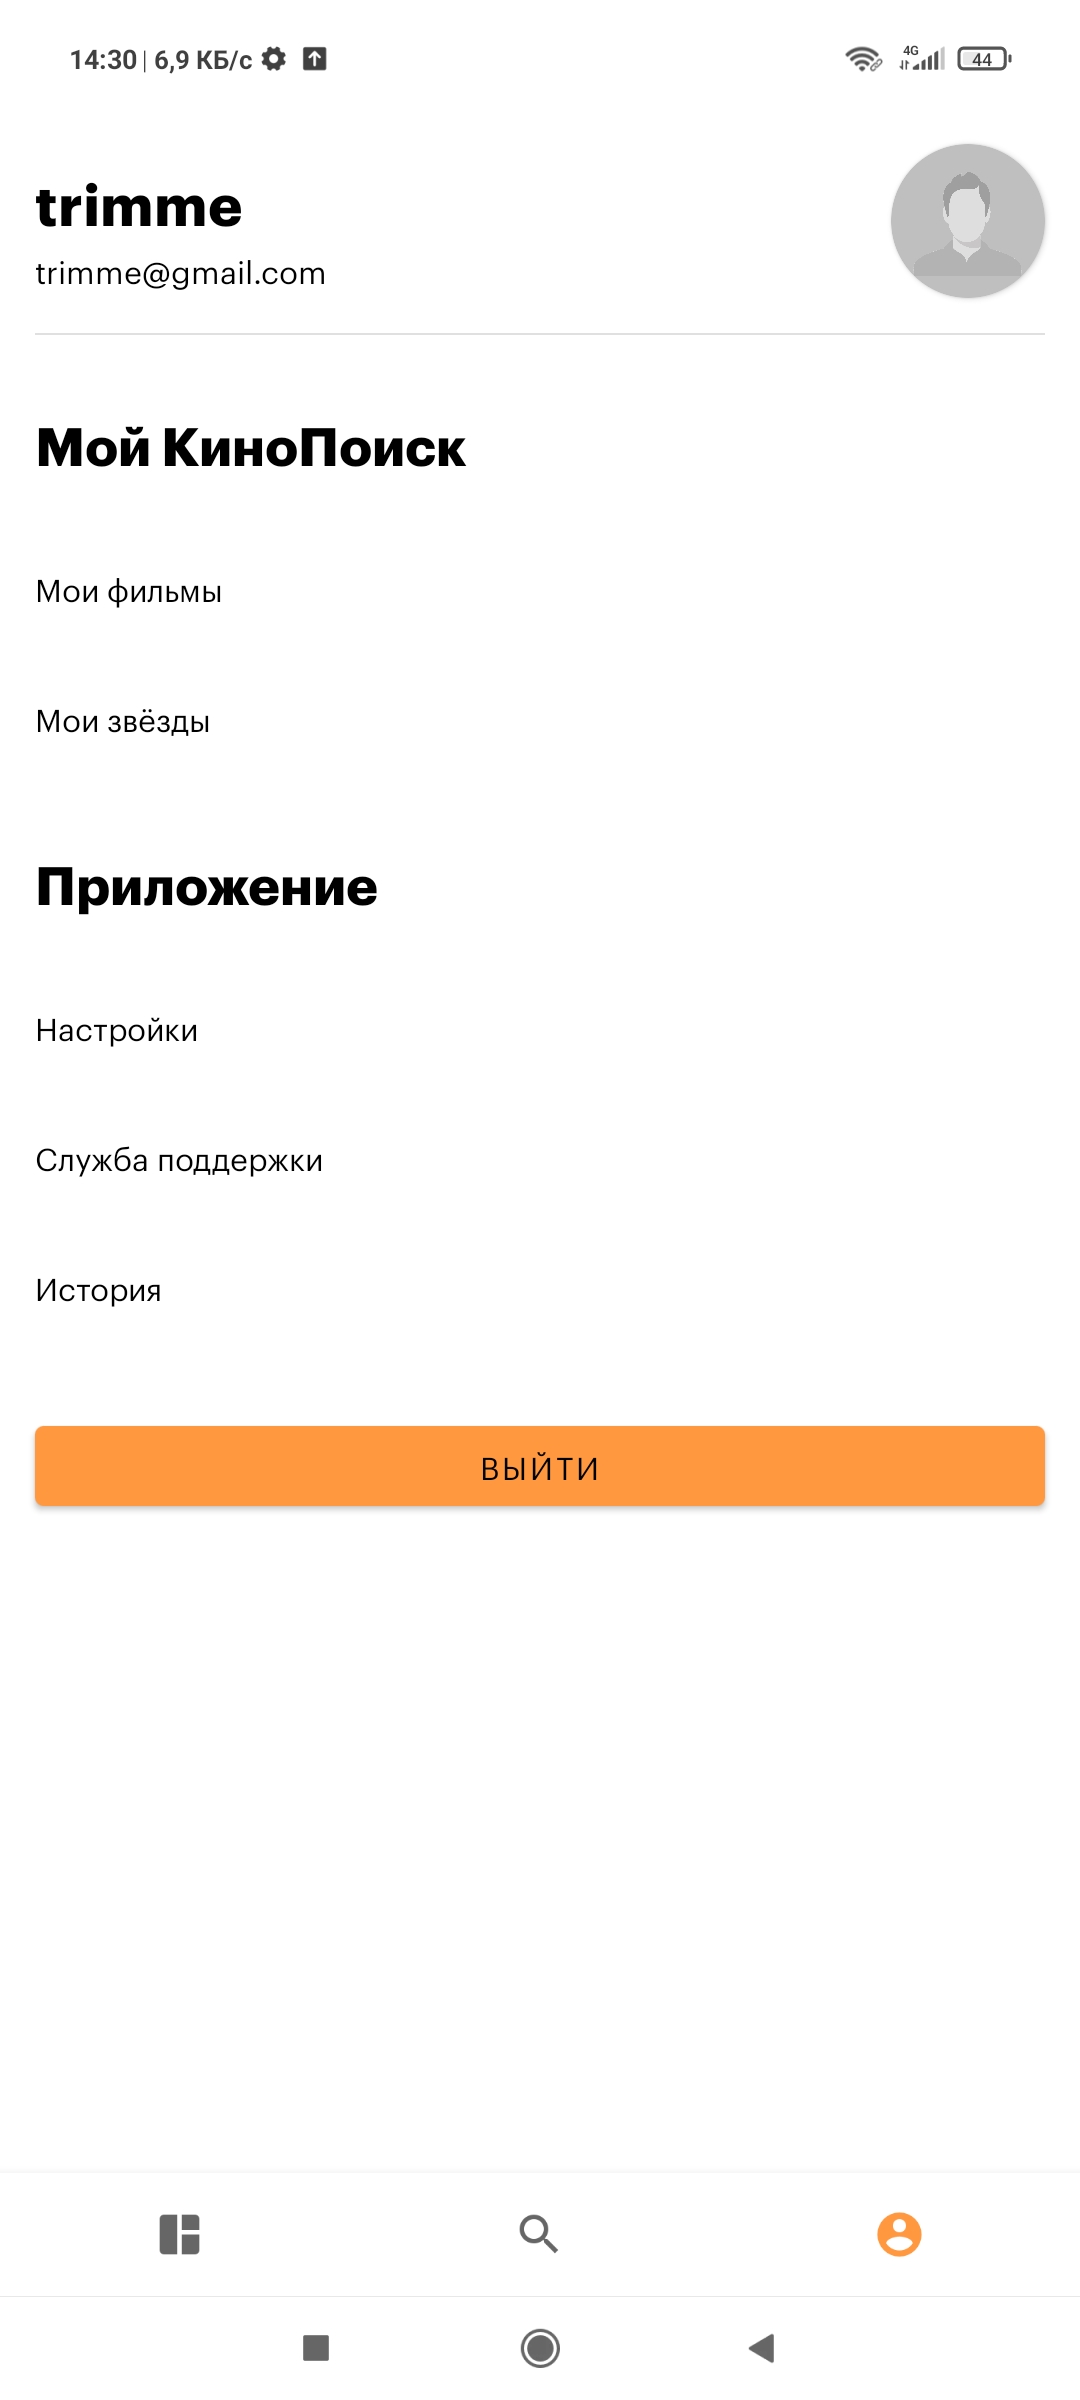 14:30 | 6,9 КБ/с
4G
44
trimme
trimme@gmail.com
Мой КиноПоиск
Мои фильмы
Мои звёзды
Приложение
Настройки
Служба поддержки
История
ВЫЙТИ